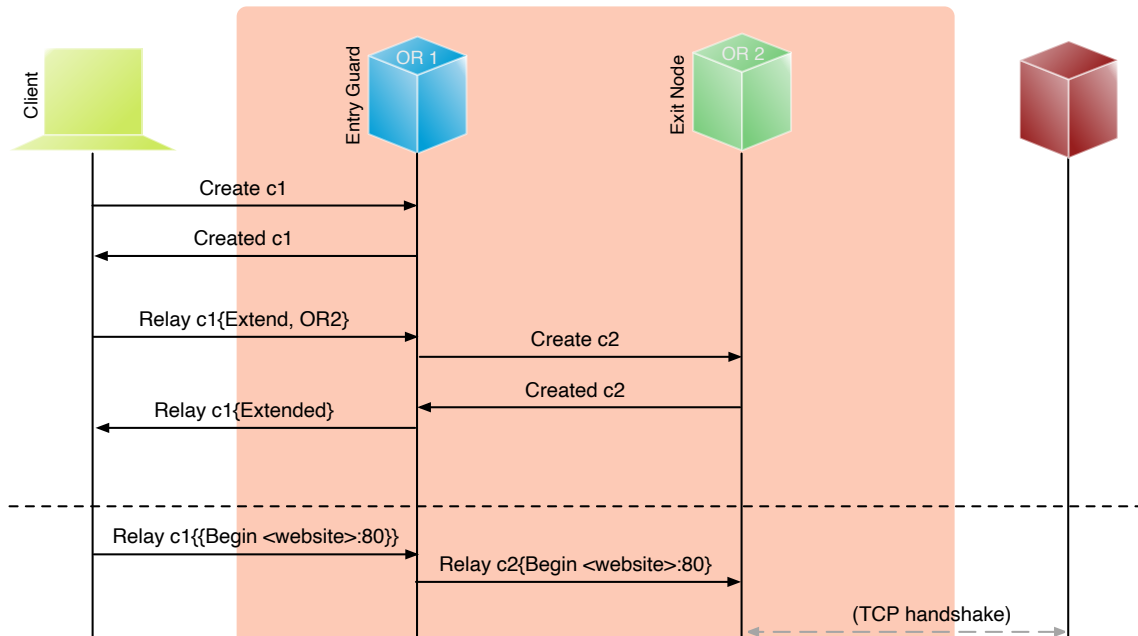 Client
Entry Guard
OR 1
Exit Node
OR 2
Create c1
Created c1
Relay c1{Extend, OR2}
Create c2
Created c2
Relay c1{Extended}
Relay c1{{Begin <website>:80}}
Relay c2{Begin <website>:80}
(TCP handshake)